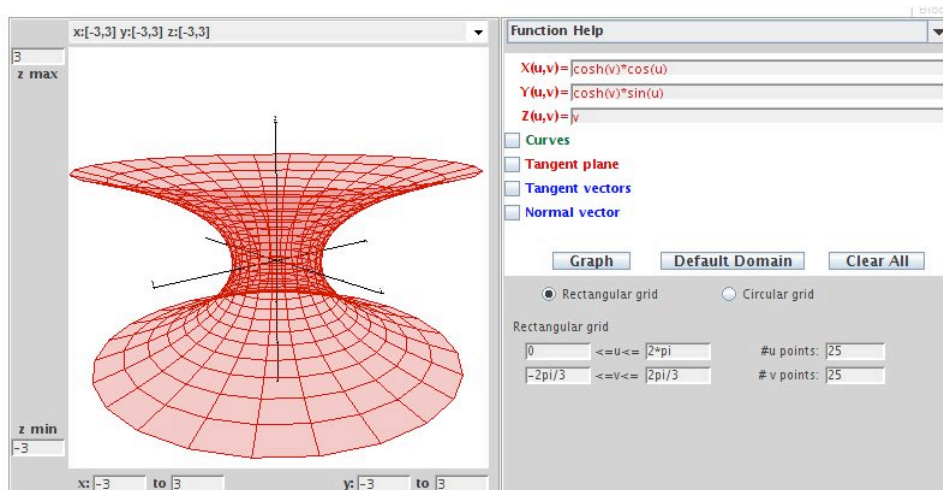 x:[-3,3] y:[-3,3] z:[-3,3]
3
z max
z min
-3
x: -3 to 3 y: -3 to 3
Function Help
X(u,v)= cosh(v)*cos(u)
Y(u,v)= cosh(v)*sin(u)
Z(u,v)= v
Curves
Tangent plane
Tangent vectors
Normal vector
Graph Default Domain Clear All
Rectangular grid Circular grid
Rectangular grid
0 <=u<= 2*pi #u points: 25
-2pi/3 <=v<= 2pi/3 # v points: 25